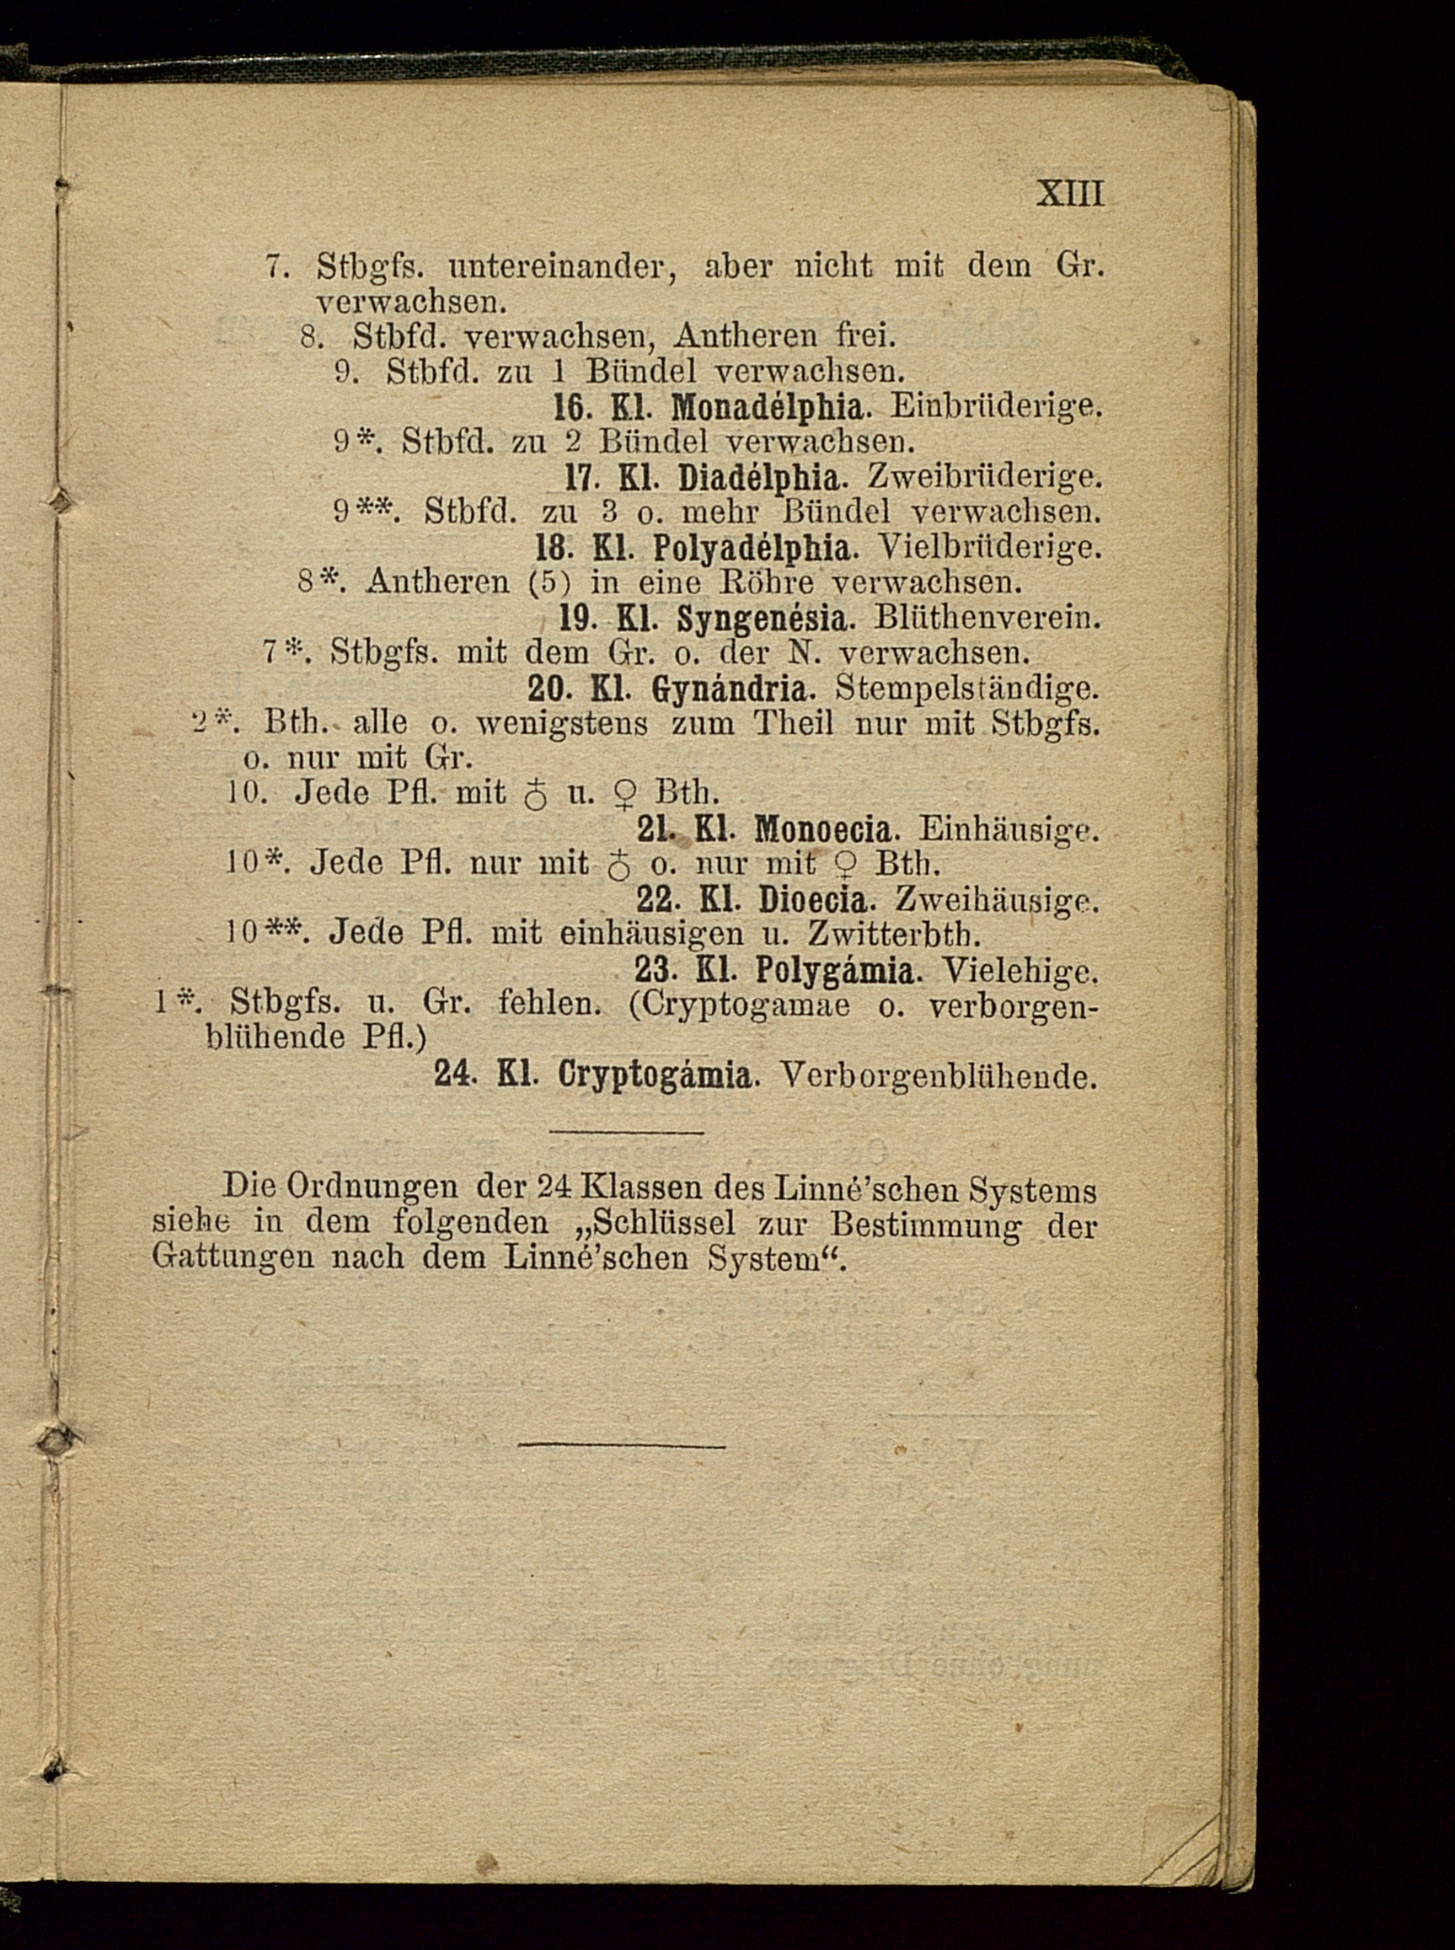 XIII
7. Stbgfs. untereinander, aber nicht mit dem Gr.
verwachsen.
8. Stbfd. verwachsen, Antheren frei.
9. Stbfd. zu 1 Bündel verwachsen.
16. Kl. Monadélphia. Einbrüderige.
9*. Stbfd. zu 2 Bündel verwachsen.
17. Kl. Diadélphia. Zweibrüderige.
9**. Stbfd. zu 3 o. mehr Bündel verwachsen.
18. Kl. Polyadélphia. Vielbrüderige.
8*. Antheren (5) in eine Röhre verwachsen.
19. Kl. Syngenésia. Blüthenverein.
7*. Stbgfs. mit dem Gr. o. der N. verwachsen.
20. Kl. Gynándria. Stempelständige.
2*. Bth. alle o. wenigstens zum Theil nur mit Stbgfs.
o. nur mit Gr.
10. Jede Pfl. mit ♁ u. ♀ Bth.
21. Kl. Monoecia. Einhäusige.
10*. Jede Pfl. nur mit ♁ o. nur mit ♀ Bth.
22. Kl. Dioecia. Zweihäusige.
10**. Jede Pfl. mit einhäusigen u. Zwitterbth.
23. Kl. Polygámia. Vielehige.
1*. Stbgfs. u. Gr. fehlen. (Cryptogamae o. verborgen-
blühende Pfl.)
24. Kl. Cryptogámia. Verborgenblühende.
Die Ordnungen der 24 Klassen des Linné'schen Systems
siehe in dem folgenden „Schlüssel zur Bestimmung der
Gattungen nach dem Linné'schen System“.